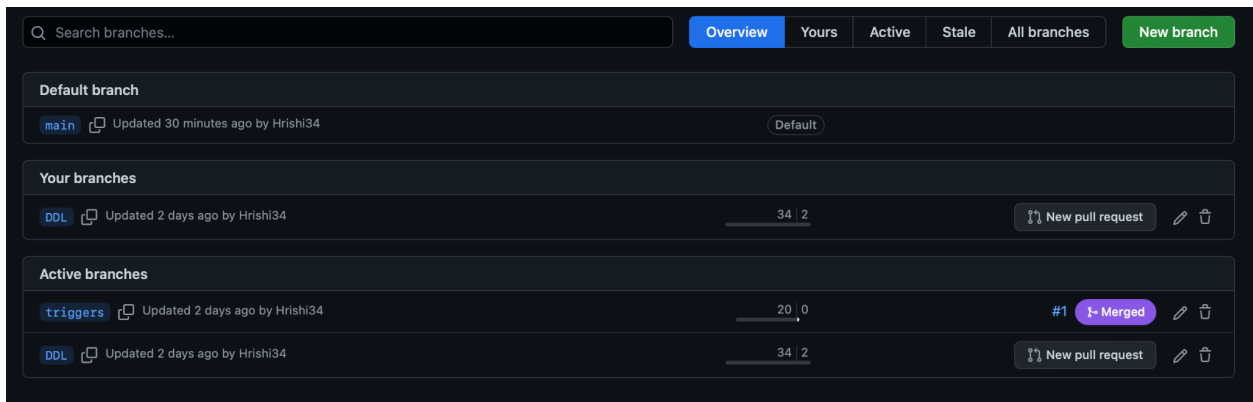 Search branches... Overview Yours Active Stale All branches New branch
Default branch
main Updated 30 minutes ago by Hrishi34 Default
Your branches
DDL Updated 2 days ago by Hrishi34 34 2 New pull request
Active branches
triggers Updated 2 days ago by Hrishi34 20 0 #1 Merged
DDL Updated 2 days ago by Hrishi34 34 2 New pull request